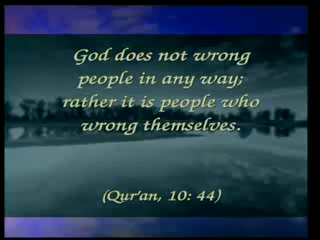 God does not wrong
people in any way;
rather it is people who
wrong themselves.
(Qur'an, 10: 44)